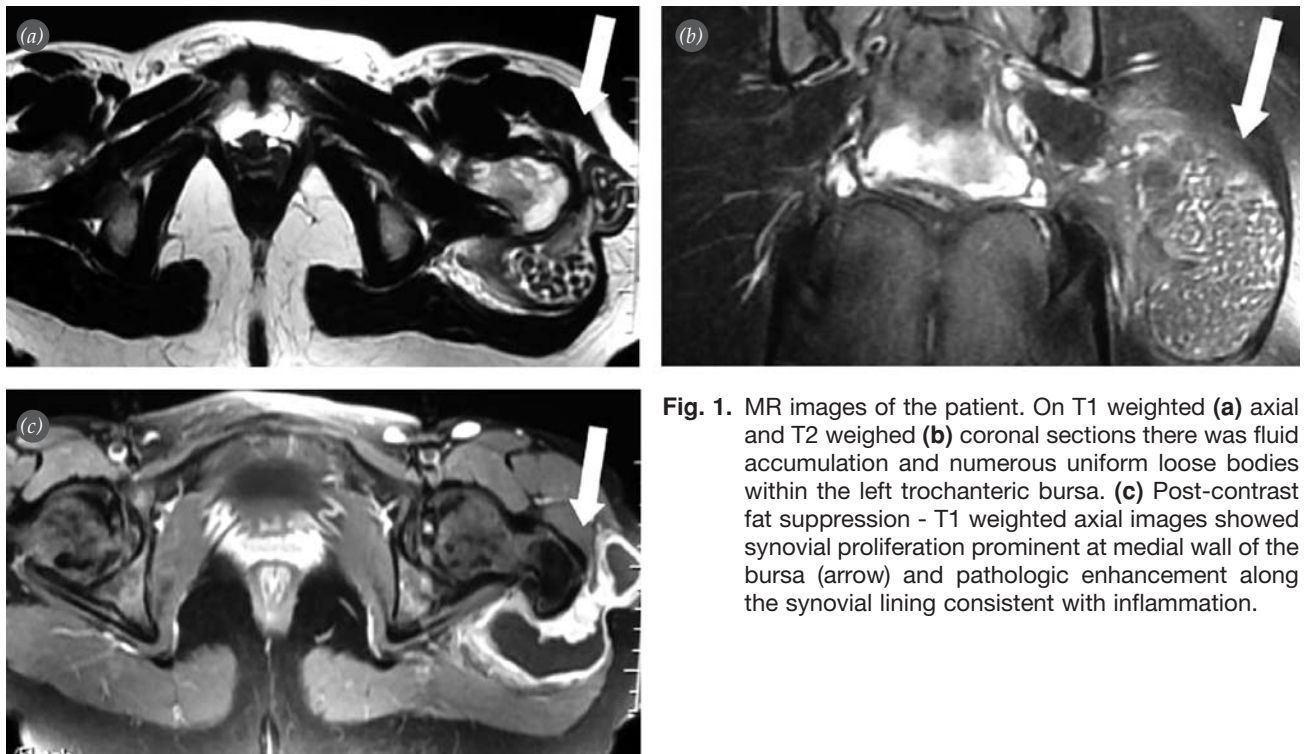 (a)
(b)
(c)
Fig. 1. MR images of the patient. On T1 weighted (a) axial
and T2 weighed (b) coronal sections there was fluid
accumulation and numerous uniform loose bodies
within the left trochanteric bursa. (c) Post-contrast
fat suppression - T1 weighted axial images showed
synovial proliferation prominent at medial wall of the
bursa (arrow) and pathologic enhancement along
the synovial lining consistent with inflammation.